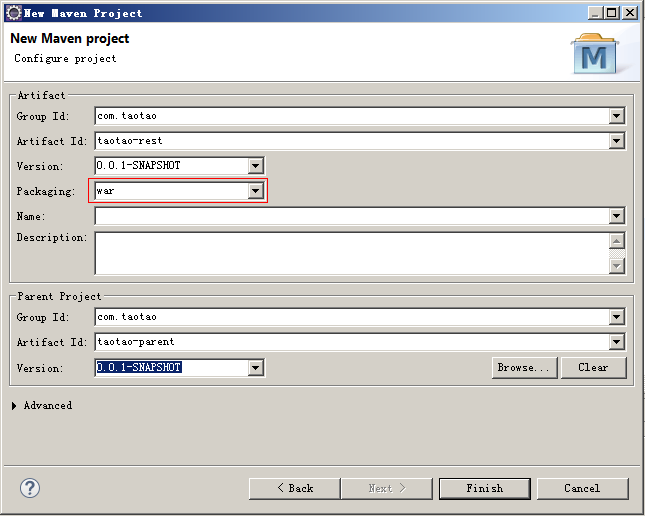 New Maven Project
New Maven project
Configure project
M
Artifact
Group Id: com.taotao
Artifact Id: taotao-rest
Version: 0.0.1-SNAPSHOT
Packaging: war
Name:
Description:
Parent Project
Group Id: com.taotao
Artifact Id: taotao-parent
Version: 0.0.1-SNAPSHOT Browse... Clear
Advanced
? < Back Next > Finish Cancel